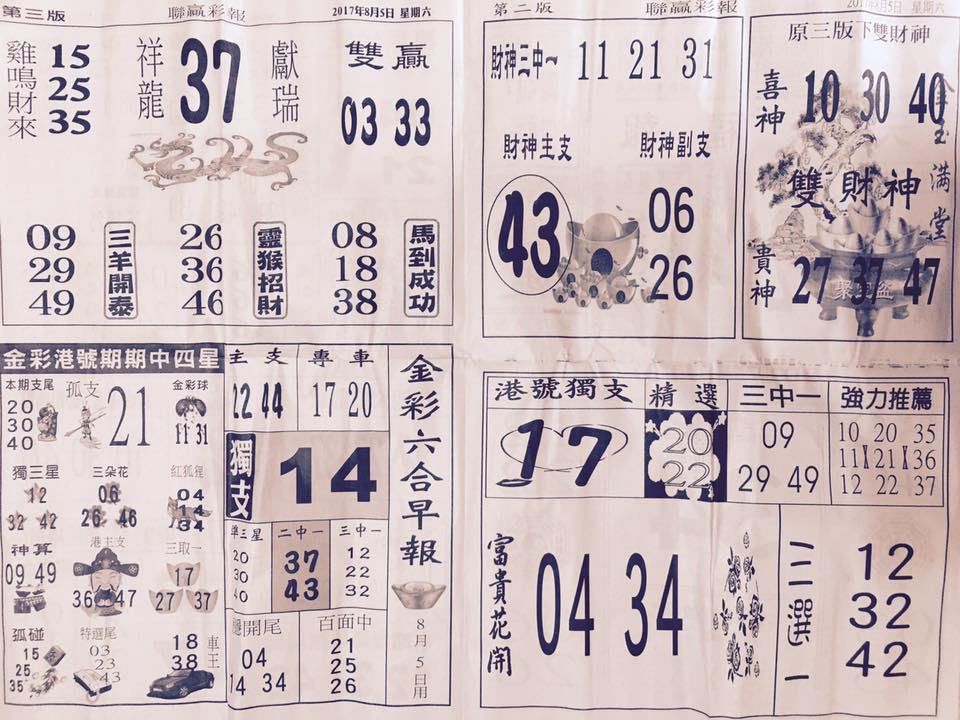 第三版 聯贏彩報 2017年8月5日 星期六
雞鳴財來
15
25
35
祥龍
37
獻瑞
雙贏
03 33
09
29
49
三羊開泰
26
36
46
靈猴招財
08
18
38
馬到成功
第二版 聯贏彩報
財神三中一 11 21 31
財神主支
43
財神副支
06
26
原三版下雙財神
喜神
10 30 40
金玉滿堂
雙財神
貴神
27 37 47
聚寶盆
金彩港號期期中四星
本期支尾
20
30
40
孤支
21
金彩球
11 31
獨三星
12
32 42
三朵花
06
26 46
紅狐狸
04
14
34
神算
09 49
港主支
36 47
三取一
17
27 37
狐碰
15
25
35
特選尾
03
23
43
18
38
車王
主支
22 44
專車
17 20
獨支
14
準三星
20
30
40
二中一
37
43
三中一
12
22
32
開尾
04
14 34
百面中
21
25
26
金彩六合早報
8月5日用
港號獨支
17
精選
20
22
三中一
09
29 49
強力推薦
10 20 35
11 21 36
12 22 37
富貴花開
04 34
三選一
12
32
42